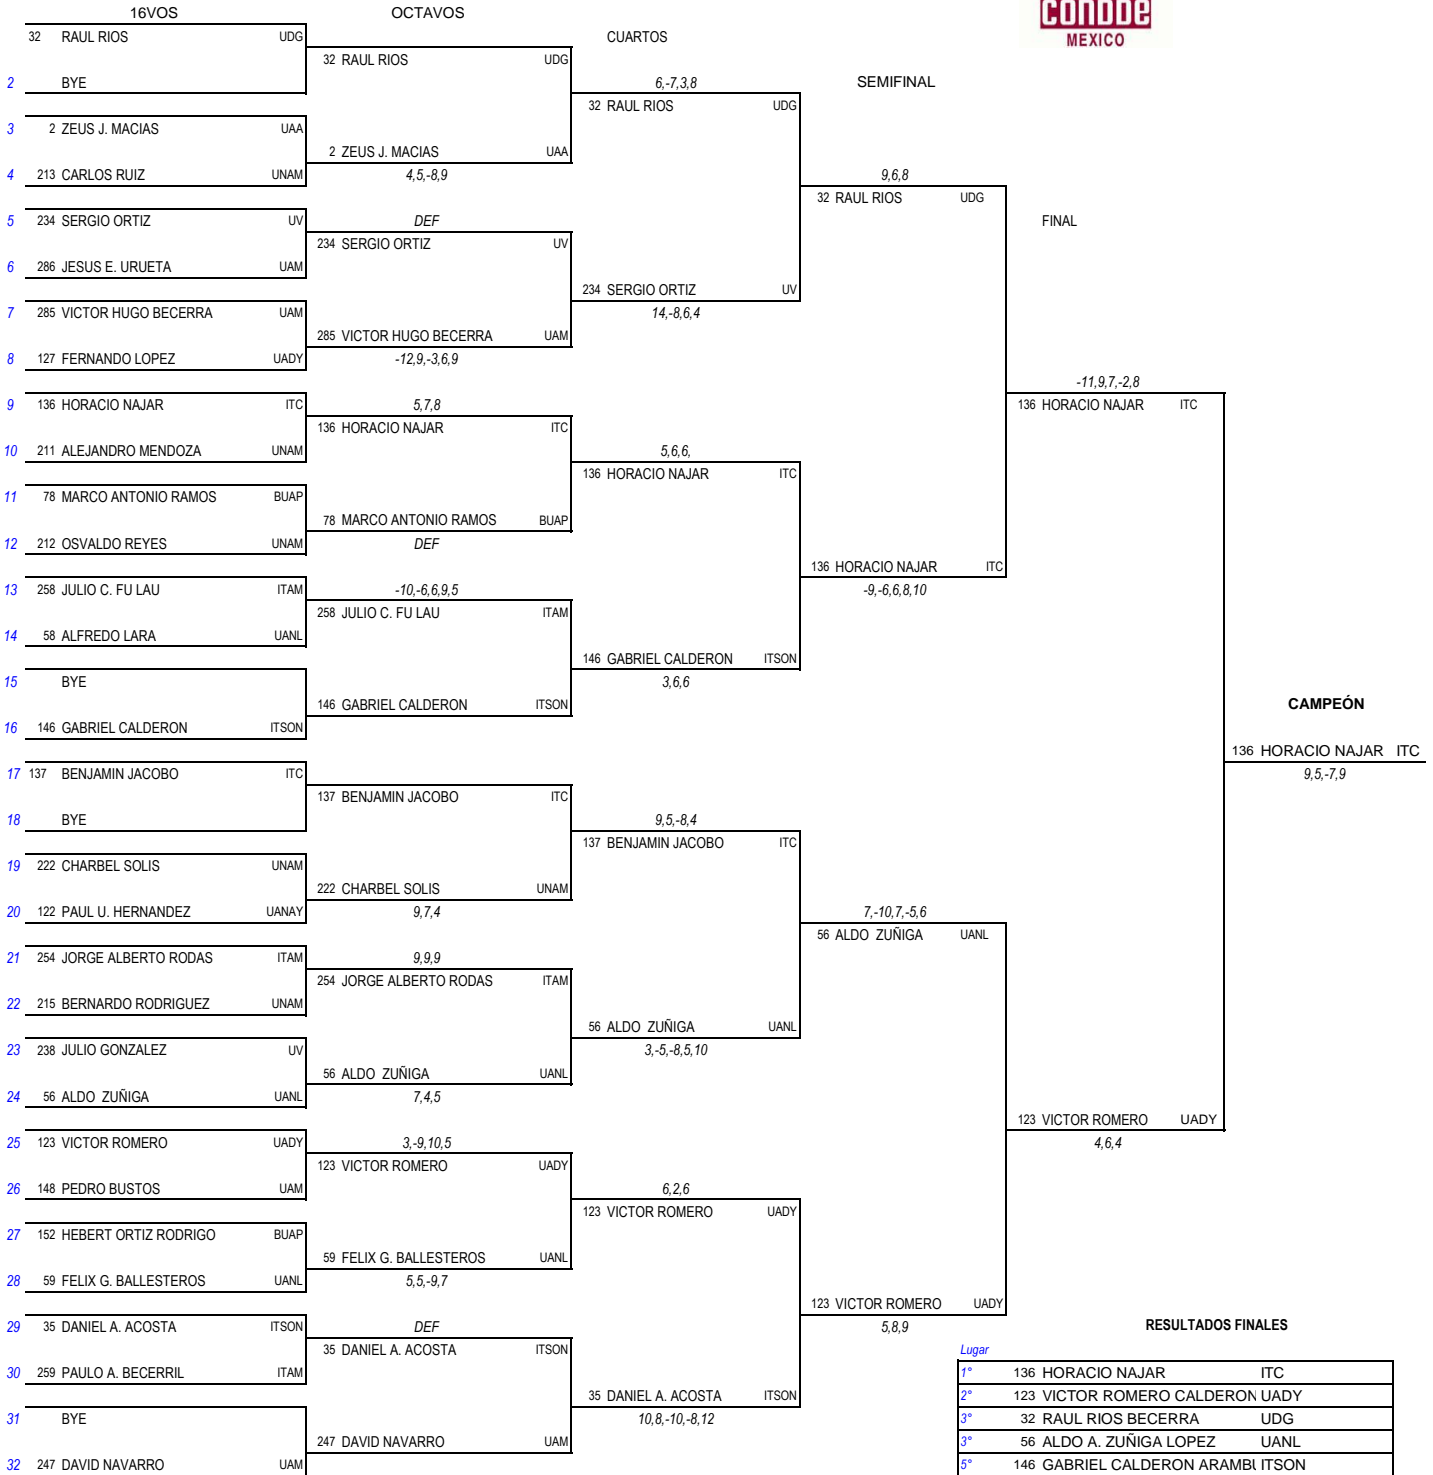 16VOS OCTAVOS CONDDE
MEXICO
32 RAUL RIOS UDG CUARTOS
32 RAUL RIOS UDG
2 BYE 6,-7,3,8 SEMIFINAL
32 RAUL RIOS UDG
3 2 ZEUS J. MACIAS UAA
2 ZEUS J. MACIAS UAA
4 213 CARLOS RUIZ UNAM 4,5,-8,9 9,6,8
32 RAUL RIOS UDG
5 234 SERGIO ORTIZ UV DEF FINAL
234 SERGIO ORTIZ UV
6 286 JESUS E. URUETA UAM
234 SERGIO ORTIZ UV
7 285 VICTOR HUGO BECERRA UAM 14,-8,6,4
285 VICTOR HUGO BECERRA UAM
8 127 FERNANDO LOPEZ UADY -12,9,-3,6,9
-11,9,7,-2,8
9 136 HORACIO NAJAR ITC 5,7,8 136 HORACIO NAJAR ITC
136 HORACIO NAJAR ITC
10 211 ALEJANDRO MENDOZA UNAM 5,6,6,
136 HORACIO NAJAR ITC
11 78 MARCO ANTONIO RAMOS BUAP
78 MARCO ANTONIO RAMOS BUAP
12 212 OSVALDO REYES UNAM DEF
136 HORACIO NAJAR ITC
13 258 JULIO C. FU LAU ITAM -10,-6,6,9,5 -9,-6,6,8,10
258 JULIO C. FU LAU ITAM
14 58 ALFREDO LARA UANL
146 GABRIEL CALDERON ITSON
15 BYE 3,6,6
146 GABRIEL CALDERON ITSON CAMPEÓN
16 146 GABRIEL CALDERON ITSON
136 HORACIO NAJAR ITC
17 137 BENJAMIN JACOBO ITC 9,5,-7,9
137 BENJAMIN JACOBO ITC
18 BYE 9,5,-8,4
137 BENJAMIN JACOBO ITC
19 222 CHARBEL SOLIS UNAM
222 CHARBEL SOLIS UNAM
20 122 PAUL U. HERNANDEZ UANAY 9,7,4 7,-10,7,-5,6
56 ALDO ZUÑIGA UANL
21 254 JORGE ALBERTO RODAS ITAM 9,9,9
254 JORGE ALBERTO RODAS ITAM
22 215 BERNARDO RODRIGUEZ UNAM
56 ALDO ZUÑIGA UANL
23 238 JULIO GONZALEZ UV 3,-5,-8,5,10
56 ALDO ZUÑIGA UANL
24 56 ALDO ZUÑIGA UANL 7,4,5
123 VICTOR ROMERO UADY
25 123 VICTOR ROMERO UADY 3,-9,10,5 4,6,4
123 VICTOR ROMERO UADY
26 148 PEDRO BUSTOS UAM 6,2,6
123 VICTOR ROMERO UADY
27 152 HEBERT ORTIZ RODRIGO BUAP
59 FELIX G. BALLESTEROS UANL
28 59 FELIX G. BALLESTEROS UANL 5,5,-9,7
123 VICTOR ROMERO UADY
29 35 DANIEL A. ACOSTA ITSON DEF 5,8,9 RESULTADOS FINALES
35 DANIEL A. ACOSTA ITSON Lugar
30 259 PAULO A. BECERRIL ITAM 1° 136 HORACIO NAJAR ITC
35 DANIEL A. ACOSTA ITSON 2° 123 VICTOR ROMERO CALDERON UADY
31 BYE 10,8,-10,-8,12 3° 32 RAUL RIOS BECERRA UDG
247 DAVID NAVARRO UAM 3° 56 ALDO A. ZUÑIGA LOPEZ UANL
32 247 DAVID NAVARRO UAM 5° 146 GABRIEL CALDERON ARAMBU ITSON